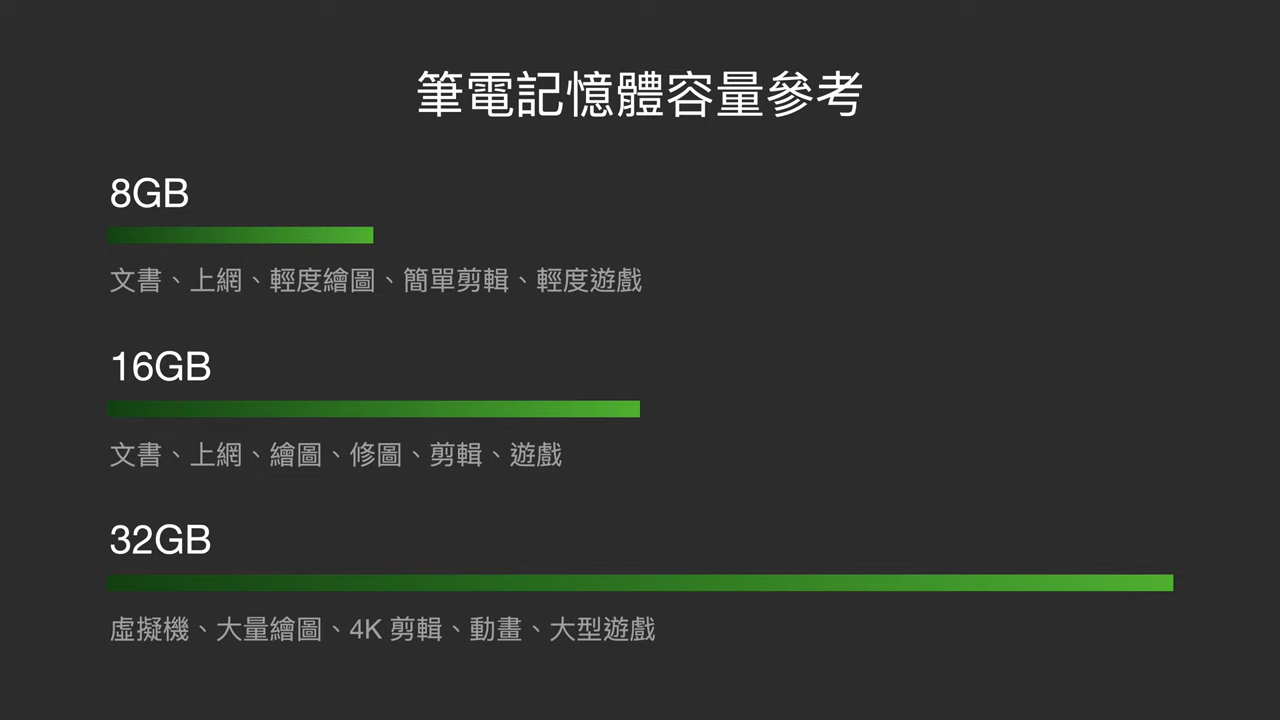 筆電記憶體容量參考
8GB
文書、上網、輕度繪圖、簡單剪輯、輕度遊戲
16GB
文書、上網、繪圖、修圖、剪輯、遊戲
32GB
虛擬機、大量繪圖、4K 剪輯、動畫、大型遊戲